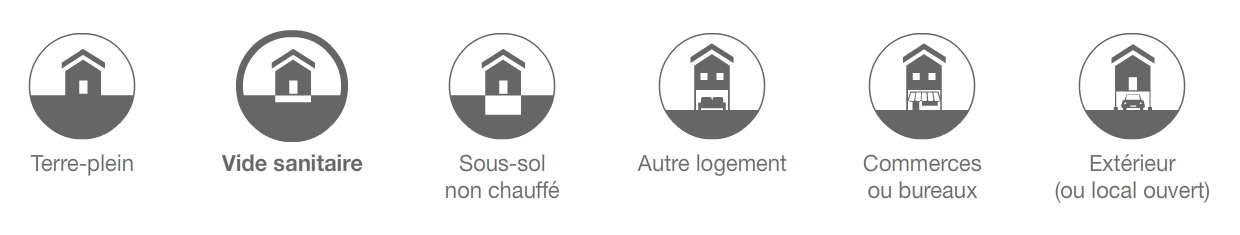 Terre-plein
Vide sanitaire
Sous-sol
non chauffé
Autre logement
Commerces
ou bureaux
Extérieur
(ou local ouvert)